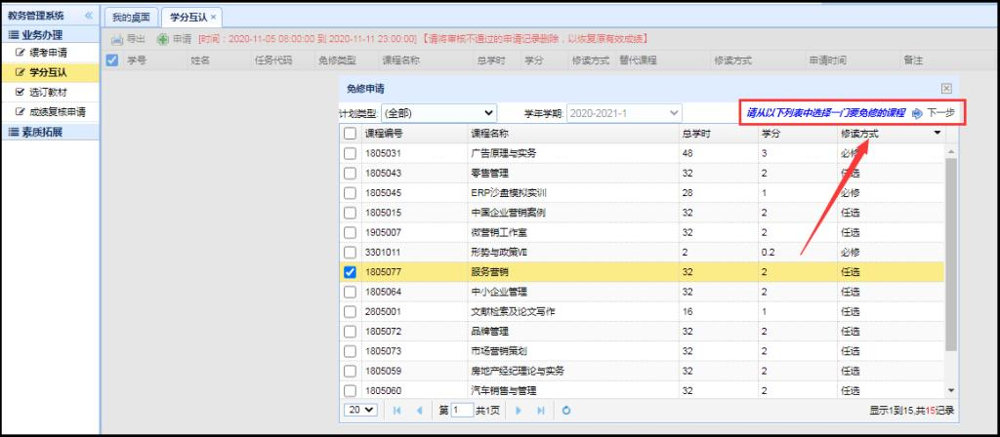 教务管理系统
业务办理
缓考申请
学分互认
选订教材
成绩复核申请
素质拓展
我的桌面 学分互认 ×
导出 申请 [时间：2020-11-05 08:00:00 到 2020-11-11 23:00:00] 【请将审核不通过的申请记录删除，以恢复原有效成绩】
学号 姓名 任务代码 免修类型 课程名称 总学时 学分 修读方式 替代课程 修读方式 申请时间 备注
免修申请
计划类型: (全部) 学年学期: 2020-2021-1 请从以下列表中选择一门要免修的课程 下一步
课程编号 课程名称 总学时 学分 修读方式
1805031 广告原理与实务 48 3 必修
1805043 零售管理 32 2 任选
1805045 ERP沙盘模拟实训 28 1 必修
1805015 中国企业营销案例 32 2 任选
1905007 微营销工作室 32 2 任选
3301011 形势与政策Ⅶ 2 0.2 必修
1805077 服务营销 32 2 任选
1805064 中小企业管理 32 2 任选
2805001 文献检索及论文写作 16 1 任选
1805072 品牌管理 32 2 任选
1805073 市场营销策划 32 2 任选
1805059 房地产经纪理论与实务 32 2 任选
1805060 汽车销售与管理 32 2 任选
20 第 1 共1页 显示1到15,共15记录